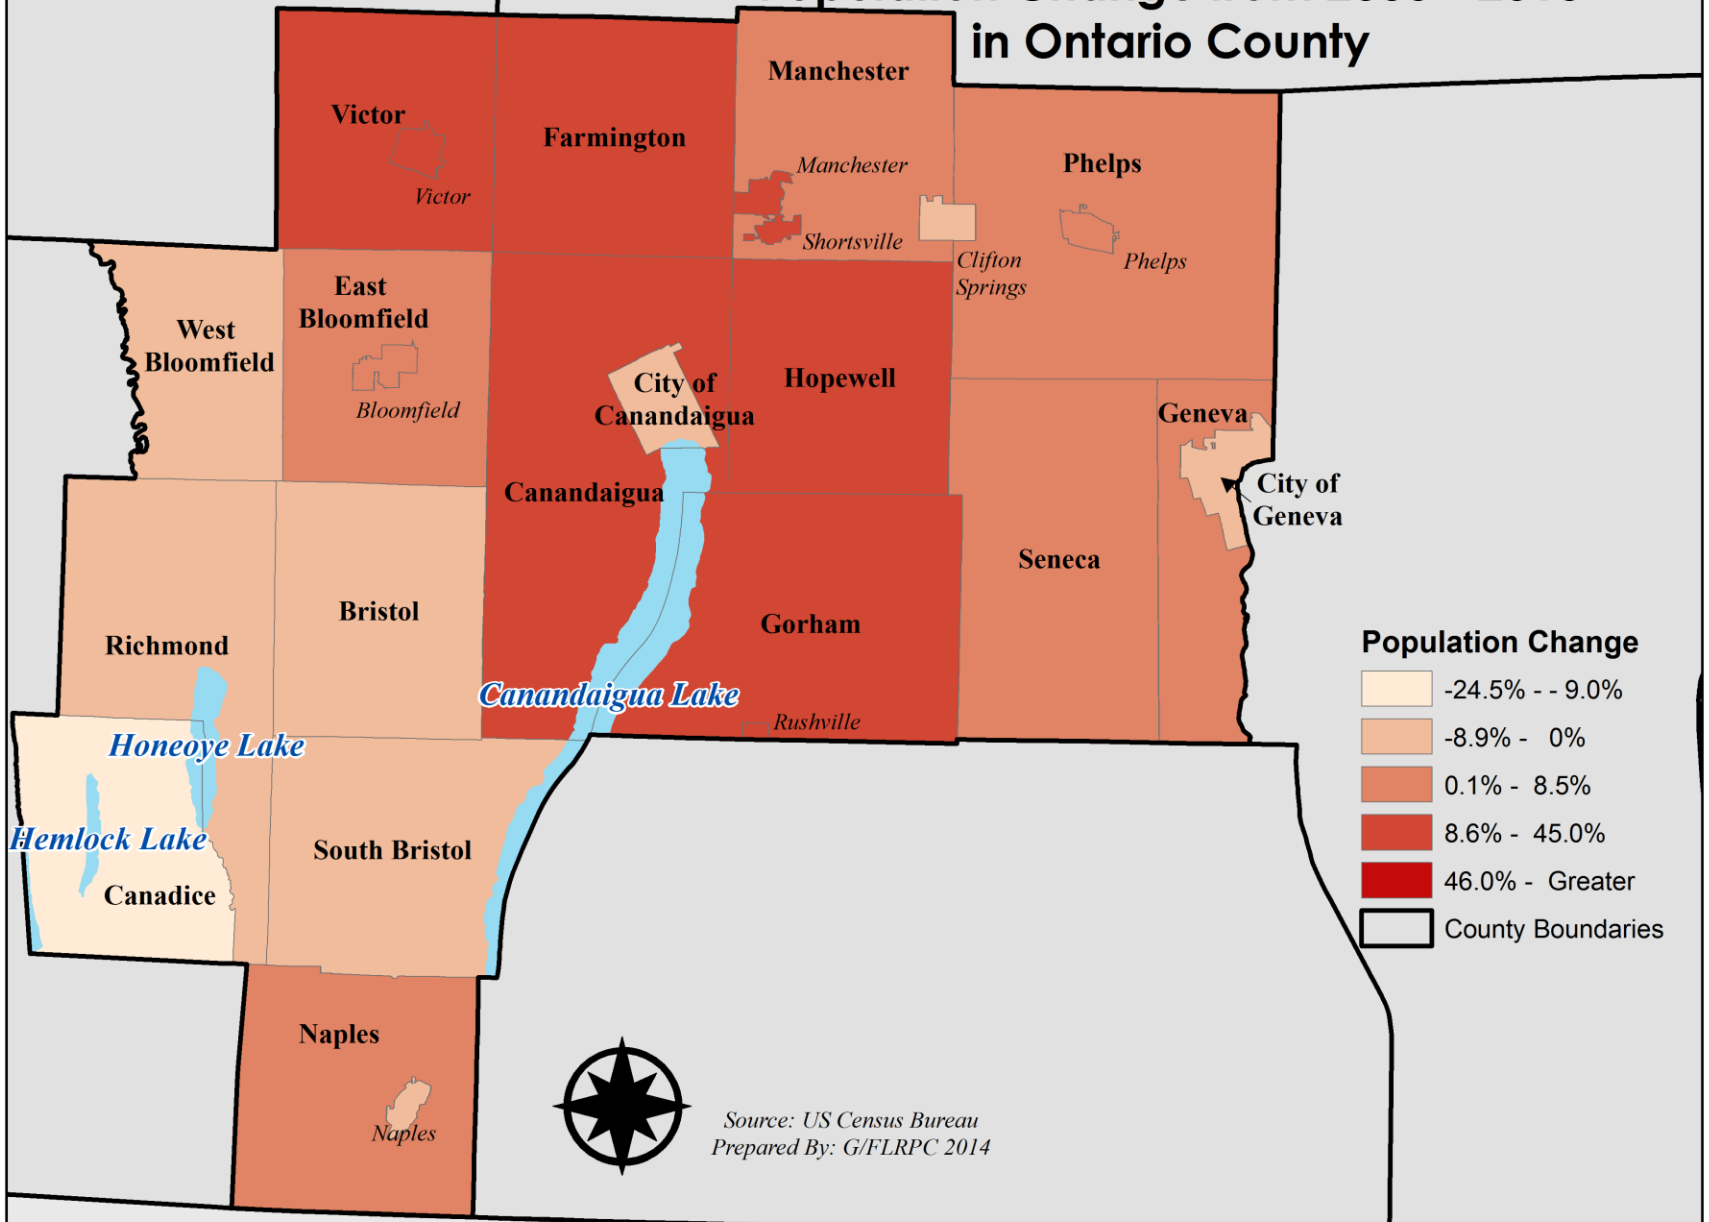 in Ontario County
Manchester
Victor
Farmington
Phelps
Manchester
Victor
Shortsville
Clifton
Springs
Phelps
East
Bloomfield
West
Bloomfield
Bloomfield
City of
Canandaigua
Hopewell
Geneva
City of
Geneva
Canandaigua
Seneca
Bristol
Gorham
Richmond
Canandaigua Lake
Rushville
Honeoye Lake
Hemlock Lake
South Bristol
Canadice
Naples
Naples
Population Change
-24.5% - - 9.0%
-8.9% - 0%
0.1% - 8.5%
8.6% - 45.0%
46.0% - Greater
County Boundaries
Source: US Census Bureau
Prepared By: G/FLRPC 2014